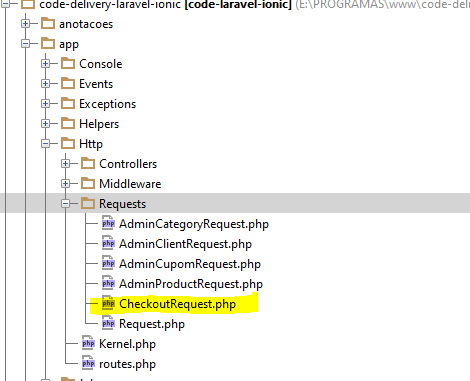 code-delivery-laravel-ionic [code-laravel-ionic] (E:\PROGRAMAS\www\code-deli
anotacoes
app
Console
Events
Exceptions
Helpers
Http
Controllers
Middleware
Requests
php AdminCategoryRequest.php
php AdminClientRequest.php
php AdminCupomRequest.php
php AdminProductRequest.php
php CheckoutRequest.php
php Request.php
php Kernel.php
php routes.php